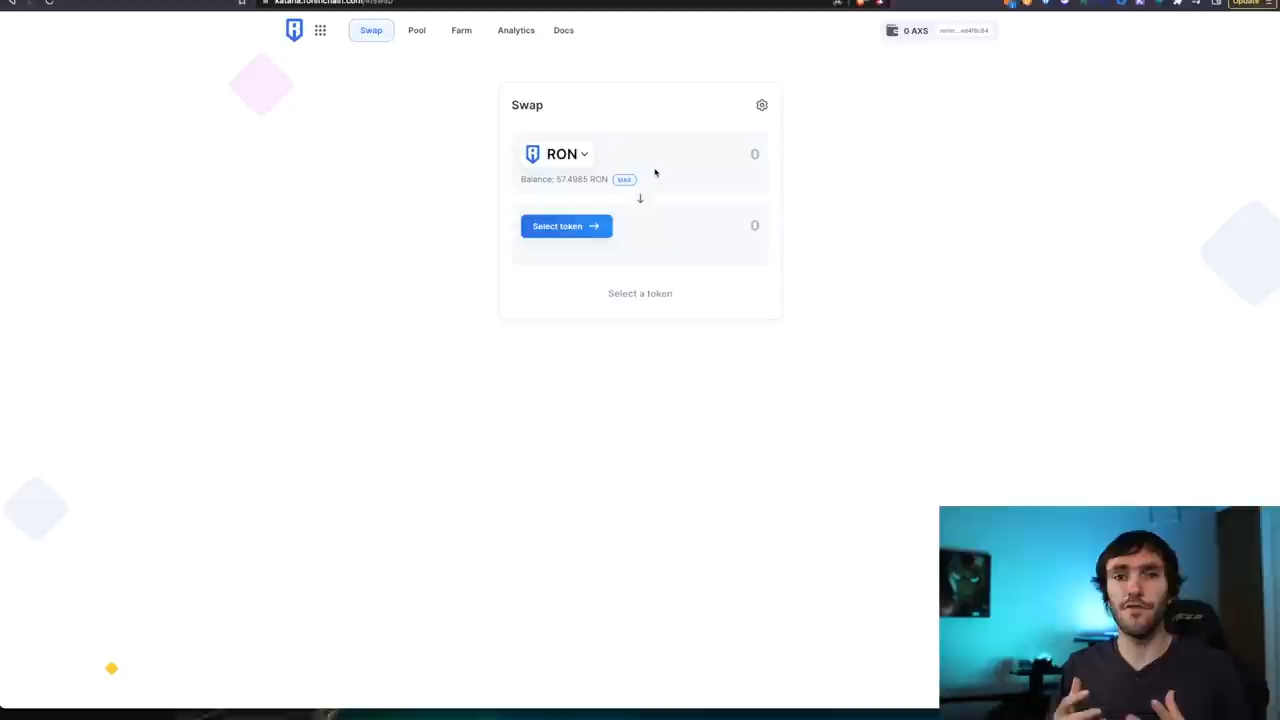 Update
Swap
Pool
Farm
Analytics
Docs
0 AXS
Swap
RON
0
Balance: 57.4985 RON
MAX
Select token
0
Select a token